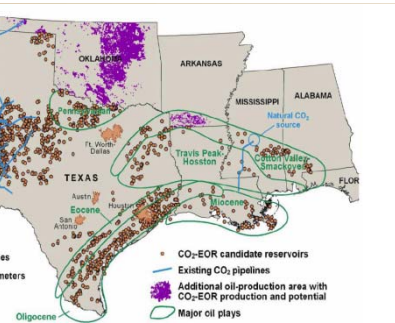 OKLAHOMA
ARKANSAS
MISSISSIPPI
ALABAMA
Natural CO₂
source
Pennsylvanian
Ft. Worth-
Dallas
Travis Peak-
Hosston
Cotton Valley-
Smackover
TEXAS
FLOR
Austin
Eocene
Houston
Miocene
San
Antonio
CO₂-EOR candidate reservoirs
Existing CO₂ pipelines
Additional oil-production area with
CO₂-EOR production and potential
Major oil plays
es
meters
Oligocene